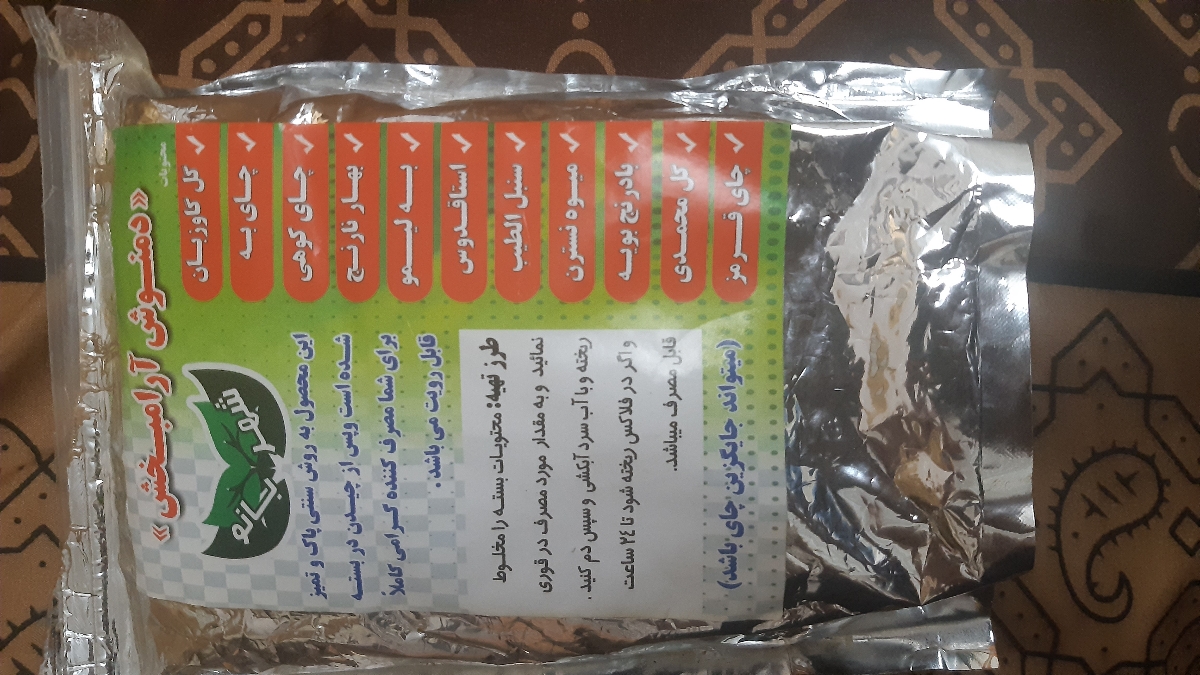 «دمنوش آرامبخش»
محتویات
✓ گل گاوزبان
✓ چای به
✓ چای کوهی
✓ بهار نارنج
✓ به لیمو
✓ استاقدوس
✓ سنبل الطیب
✓ میوه نسترن
✓ بادرنج بویه
✓ گل محمدی
✓ چای قرمز
این محصول به روش سنتی پاک و تمیز
شده است وپس از چیدن در بسته
برای شما مصرف کننده گرامی کاملاً
قابل رویت می باشد.
طرز تهیه: محتویات بسته را مخلوط
نمائید و به مقدار مورد مصرف در قوری
ریخته و با آب سرد آبکشی و سپس دم کنید.
و اگر در فلاکس ریخته شود تا ٢٤ ساعت
قابل مصرف میباشد.
(میتواند جایگزین چای باشد)